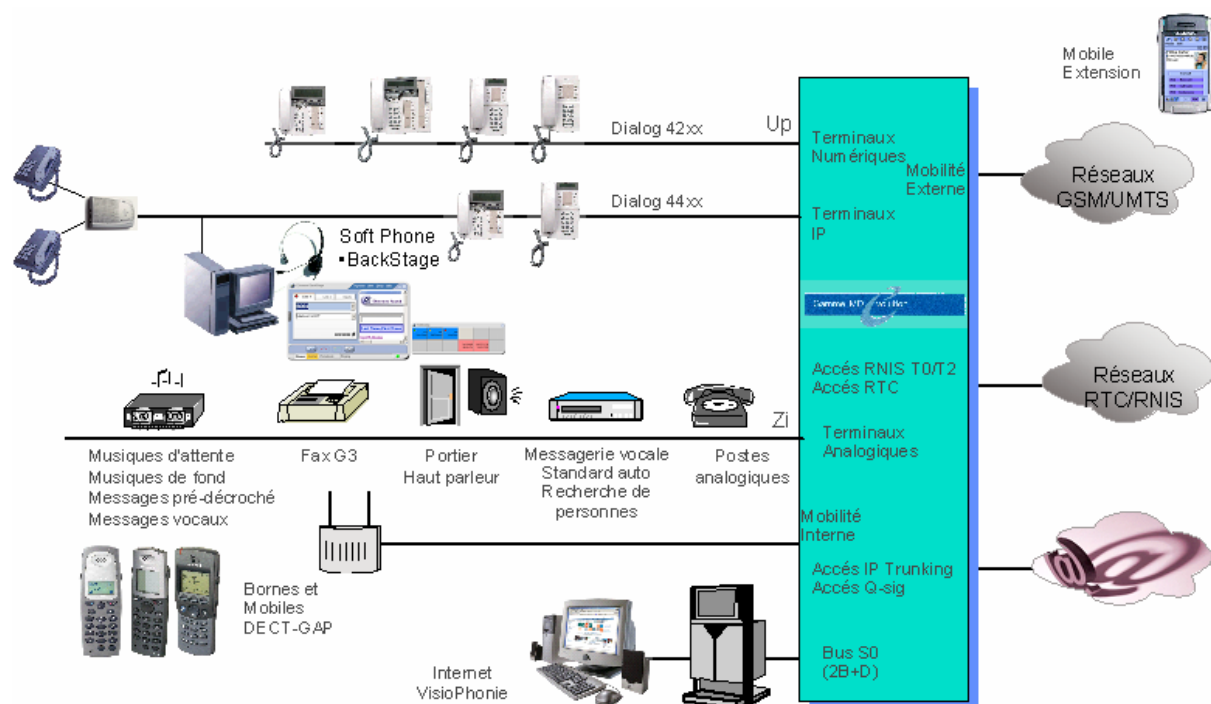 Mobile
Extension
Dialog 42xx
Up
Terminaux
Numériques
Mobilité
Externe
Réseaux
GSM/UMTS
Dialog 44xx
Terminaux
IP
Soft Phone
•BackStage
Gamme MD
Accés RNIS T0/T2
Accés RTC
Réseaux
RTC/RNIS
Zi
Terminaux
Analogiques
Musiques d'attente
Musiques de fond
Messages pré-décroché
Messages vocaux
Fax G3
Portier
Haut parleur
Messagerie vocale
Standard auto
Recherche de
personnes
Postes
analogiques
Mobilité
Interne
Bornes et
Mobiles
DECT-GAP
Accés IP Trunking
Accés Q-sig
@
Internet
VisioPhonie
Bus S0
(2B+D)